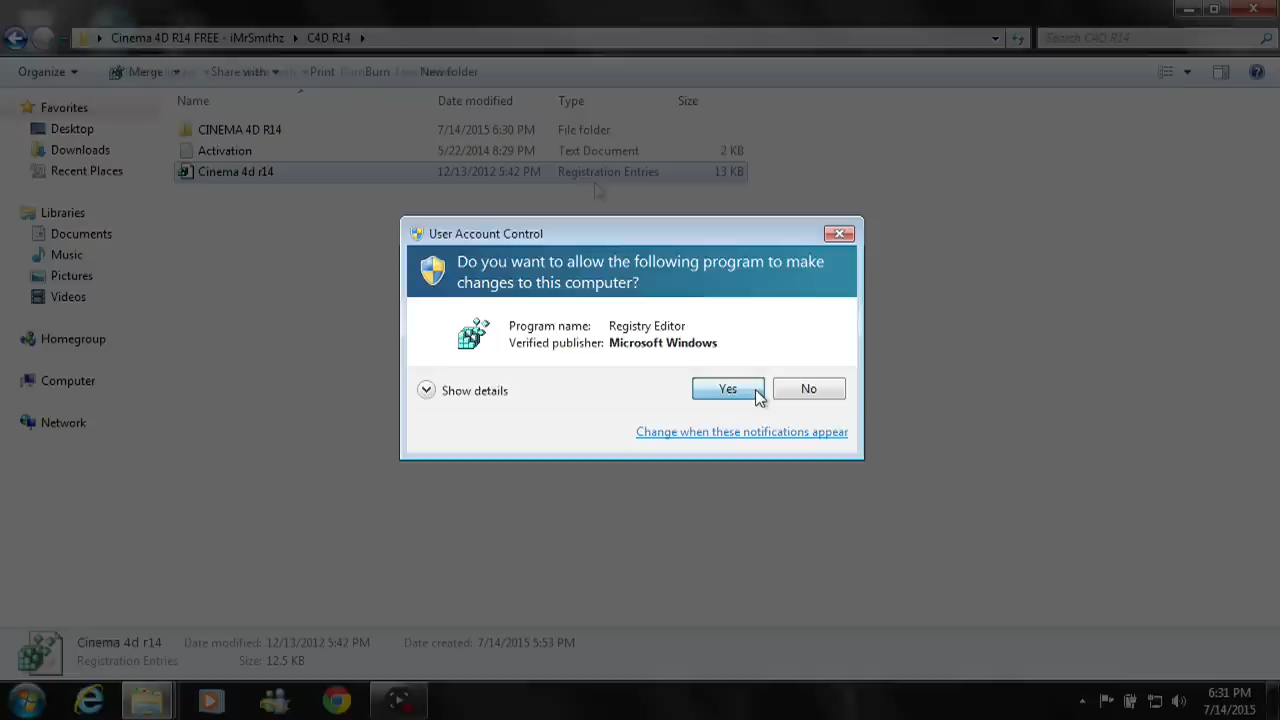 Cinema 4D R14 FREE - iMrSmithz
C4D R14
Search C4D R14
Organize
Merge
Share with
Print
Burn
New folder
Name
Date modified
Type
Size
Favorites
Desktop
Downloads
Recent Places
Libraries
Documents
Music
Pictures
Videos
Homegroup
Computer
Network
CINEMA 4D R14 7/14/2015 6:30 PM File folder
Activation 5/22/2014 8:29 PM Text Document 2 KB
Cinema 4d r14 12/13/2012 5:42 PM Registration Entries 13 KB
User Account Control
Do you want to allow the following program to make
changes to this computer?
Program name: Registry Editor
Verified publisher: Microsoft Windows
Show details
Yes
No
Change when these notifications appear
Cinema 4d r14 Date modified: 12/13/2012 5:42 PM Date created: 7/14/2015 5:53 PM
Registration Entries Size: 12.5 KB
6:31 PM
7/14/2015